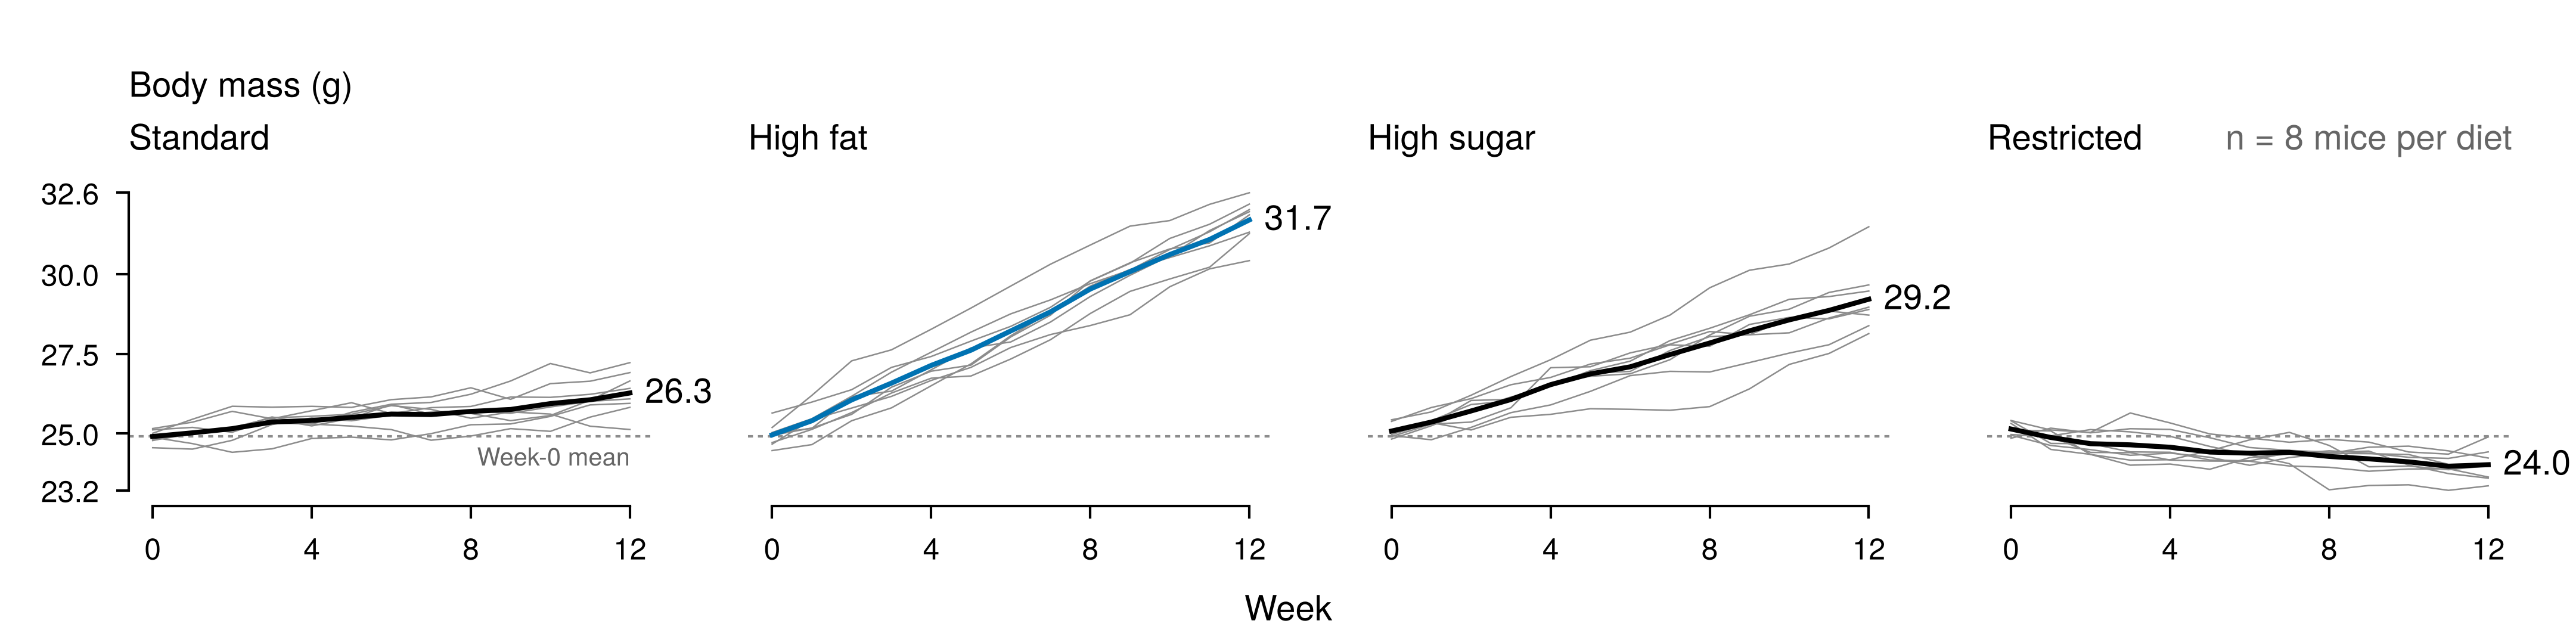 Body mass (g)
Standard
High fat
High sugar
Restricted
n = 8 mice per diet
32.6
30.0
27.5
25.0
23.2
26.3
Week-0 mean
31.7
29.2
24.0
0 4 8 12
0 4 8 12
0 4 8 12
0 4 8 12
Week